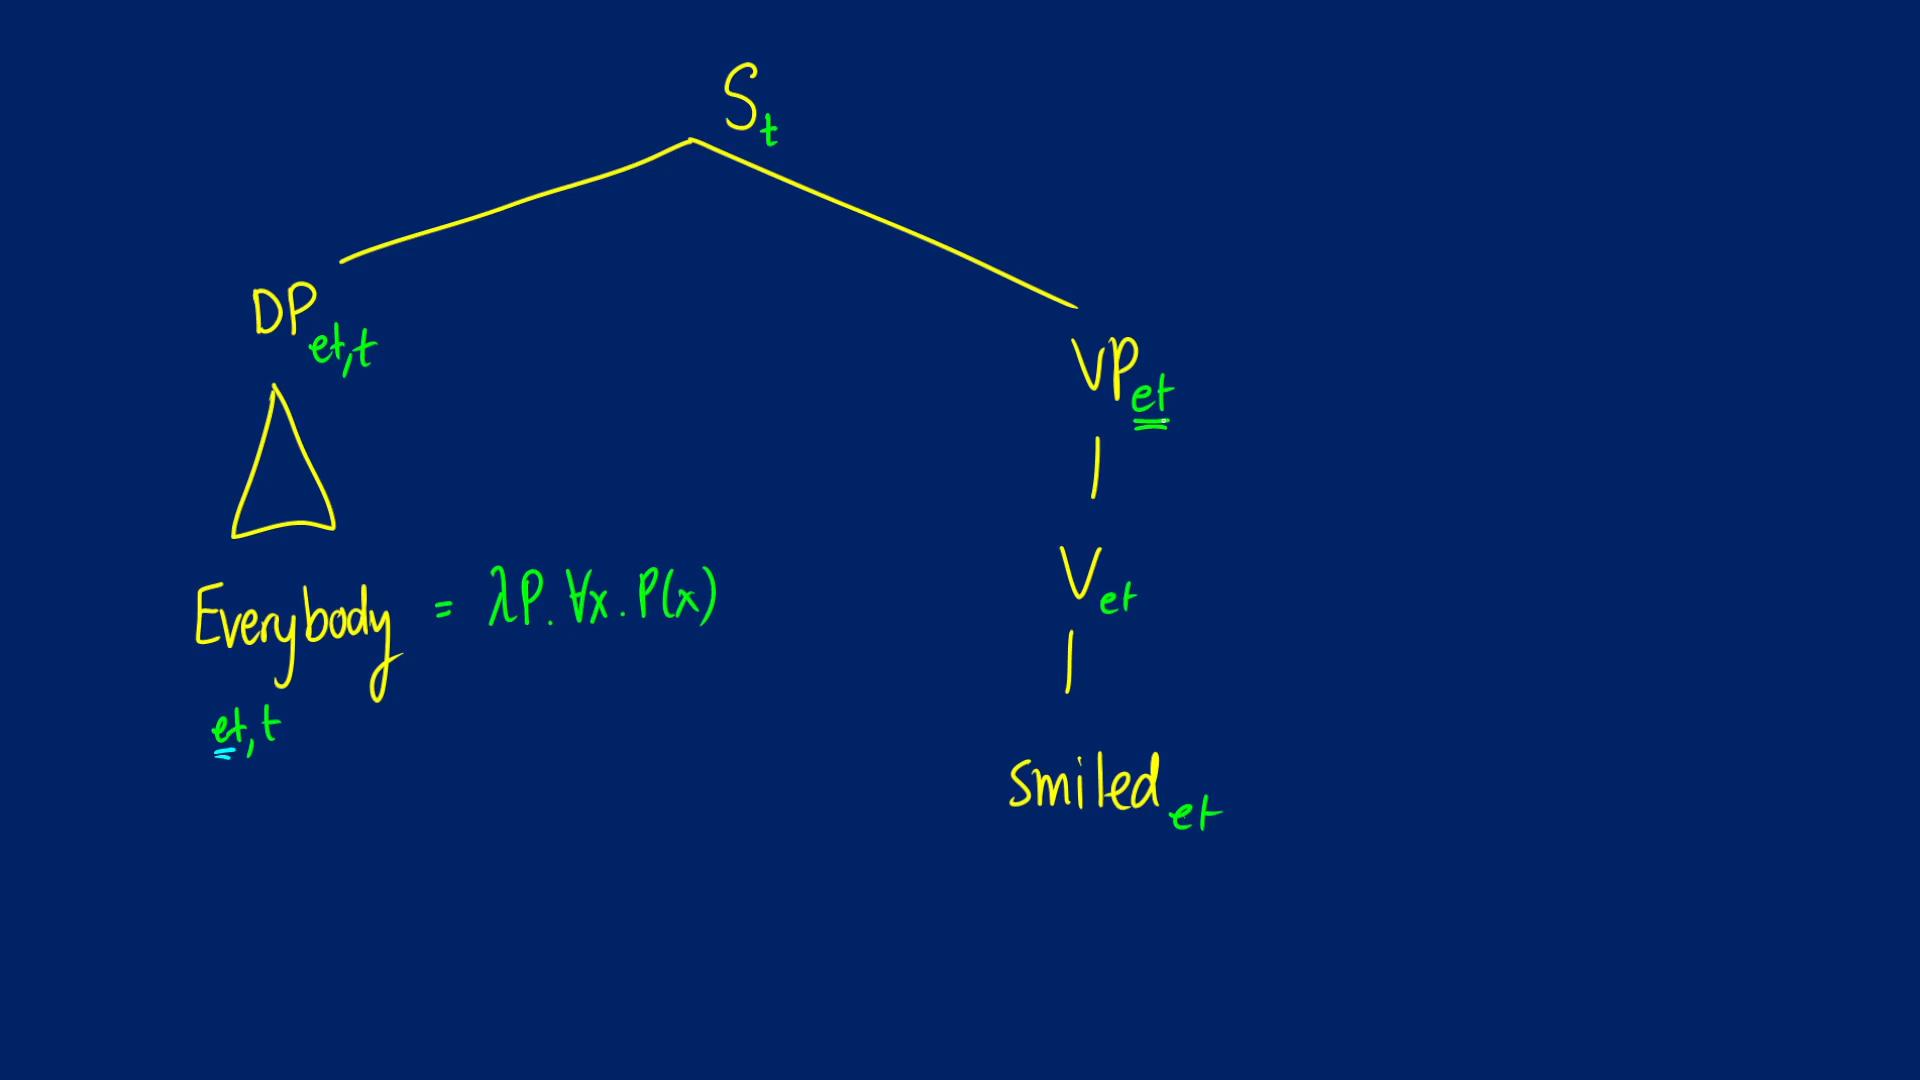 S t
DP et,t
VP et
V et
Everybody = λP. ∀x. P(x)
et, t
smiled et